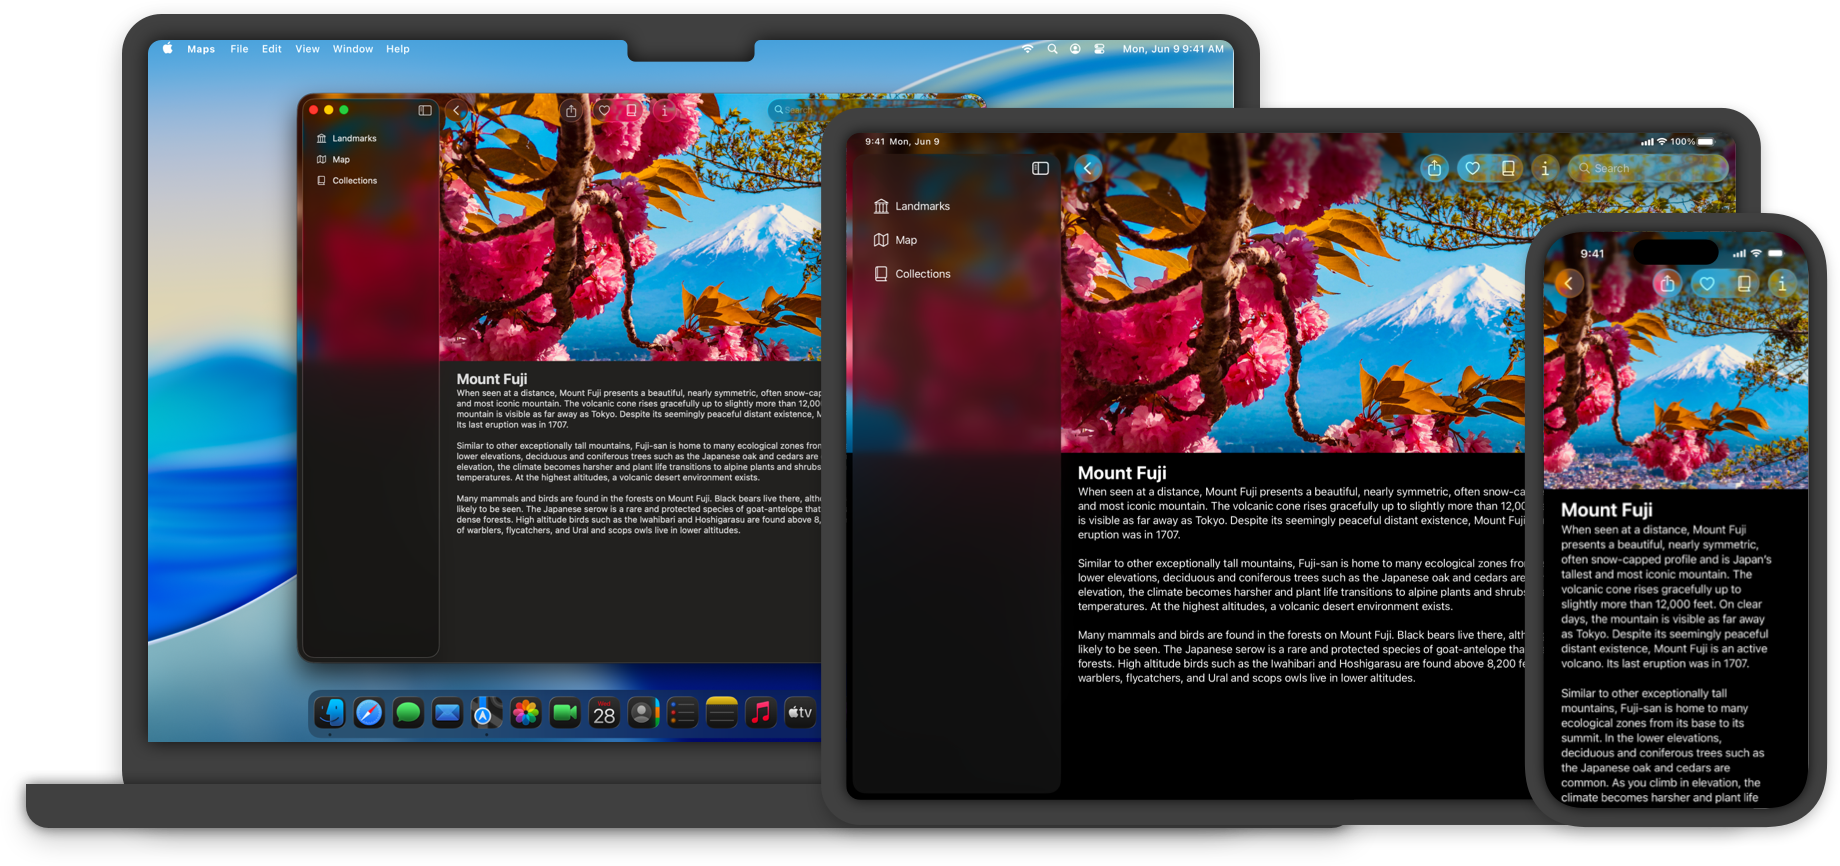 Maps File Edit View Window Help
Mon, Jun 9 9:41 AM
Search
Landmarks
Map
Collections
Mount Fuji
When seen at a distance, Mount Fuji presents a beautiful, nearly symmetric, often snow-cap
and most iconic mountain. The volcanic cone rises gracefully up to slightly more than 12,00
mountain is visible as far away as Tokyo. Despite its seemingly peaceful distant existence, M
Its last eruption was in 1707.
Similar to other exceptionally tall mountains, Fuji-san is home to many ecological zones from
lower elevations, deciduous and coniferous trees such as the Japanese oak and cedars are
elevation, the climate becomes harsher and plant life transitions to alpine plants and shrubs
temperatures. At the highest altitudes, a volcanic desert environment exists.
Many mammals and birds are found in the forests on Mount Fuji. Black bears live there, altho
likely to be seen. The Japanese serow is a rare and protected species of goat-antelope that
dense forests. High altitude birds such as the Iwahibari and Hoshigarasu are found above 8,
of warblers, flycatchers, and Ural and scops owls live in lower altitudes.
28
tv
9:41 Mon, Jun 9
100%
Search
Landmarks
Map
Collections
Mount Fuji
When seen at a distance, Mount Fuji presents a beautiful, nearly symmetric, often snow-ca
and most iconic mountain. The volcanic cone rises gracefully up to slightly more than 12,00
is visible as far away as Tokyo. Despite its seemingly peaceful distant existence, Mount Fuji
eruption was in 1707.
Similar to other exceptionally tall mountains, Fuji-san is home to many ecological zones fro
lower elevations, deciduous and coniferous trees such as the Japanese oak and cedars are
elevation, the climate becomes harsher and plant life transitions to alpine plants and shrubs
temperatures. At the highest altitudes, a volcanic desert environment exists.
Many mammals and birds are found in the forests on Mount Fuji. Black bears live there, alth
likely to be seen. The Japanese serow is a rare and protected species of goat-antelope tha
forests. High altitude birds such as the Iwahibari and Hoshigarasu are found above 8,200 fe
warblers, flycatchers, and Ural and scops owls live in lower altitudes.
9:41
Mount Fuji
When seen at a distance, Mount Fuji
presents a beautiful, nearly symmetric,
often snow-capped profile and is Japan's
tallest and most iconic mountain. The
volcanic cone rises gracefully up to
slightly more than 12,000 feet. On clear
days, the mountain is visible as far away
as Tokyo. Despite its seemingly peaceful
distant existence, Mount Fuji is an active
volcano. Its last eruption was in 1707.
Similar to other exceptionally tall
mountains, Fuji-san is home to many
ecological zones from its base to its
summit. In the lower elevations,
deciduous and coniferous trees such as
the Japanese oak and cedars are
common. As you climb in elevation, the
climate becomes harsher and plant life